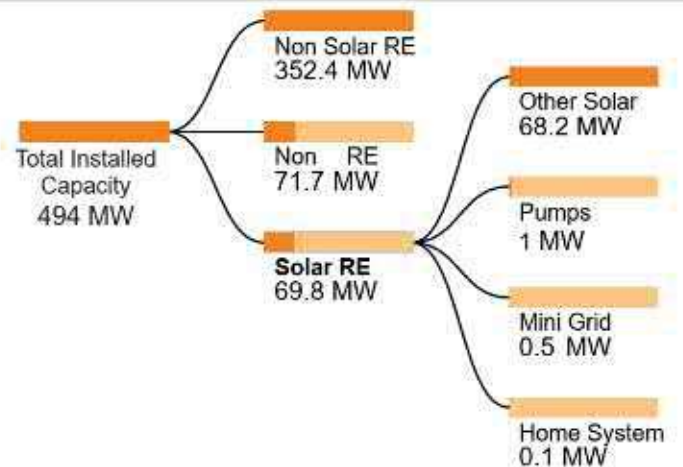 Non Solar RE
352.4 MW
Other Solar
68.2 MW
Total Installed
Capacity
494 MW
Non RE
71.7 MW
Pumps
1 MW
Solar RE
69.8 MW
Mini Grid
0.5 MW
Home System
0.1 MW